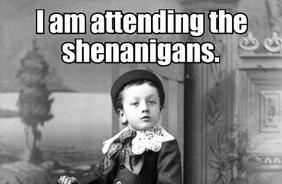 I am attending the
shenanigans.